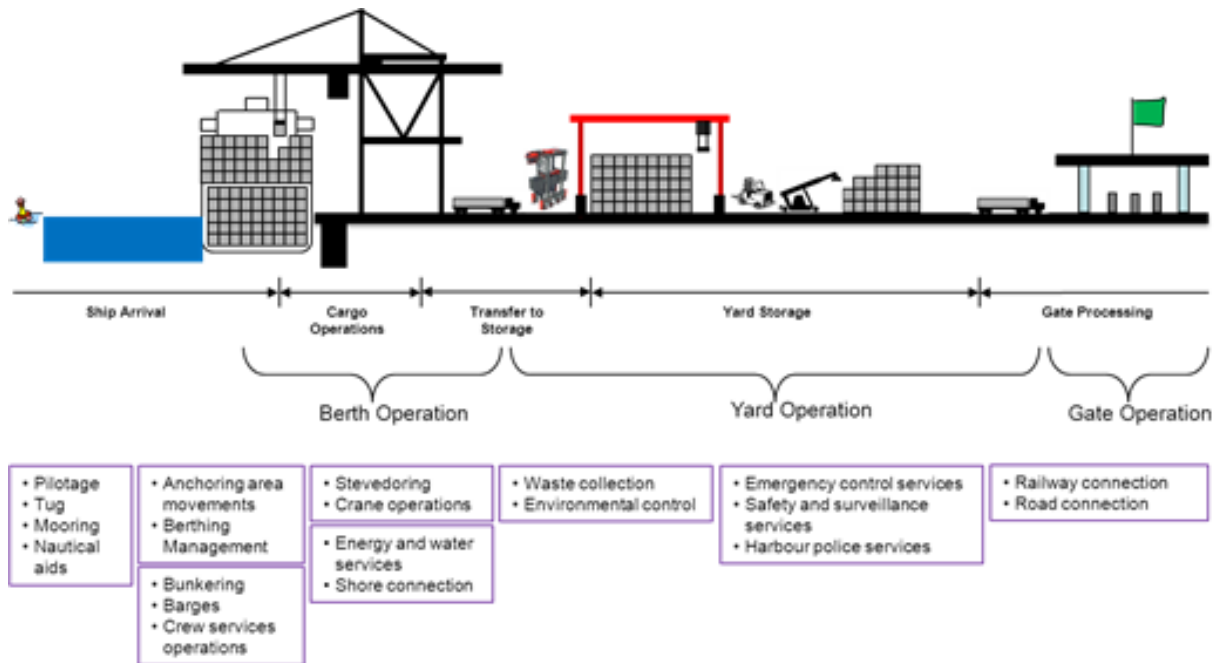 Ship Arrival
Cargo
Operations
Transfer to
Storage
Yard Storage
Gate Processing
Berth Operation
Yard Operation
Gate Operation
• Pilotage
• Tug
• Mooring
• Nautical
aids
• Anchoring area
movements
• Berthing
Management
• Bunkering
• Barges
• Crew services
operations
• Stevedoring
• Crane operations
• Energy and water
services
• Shore connection
• Waste collection
• Environmental control
• Emergency control services
• Safety and surveillance
services
• Harbour police services
• Railway connection
• Road connection